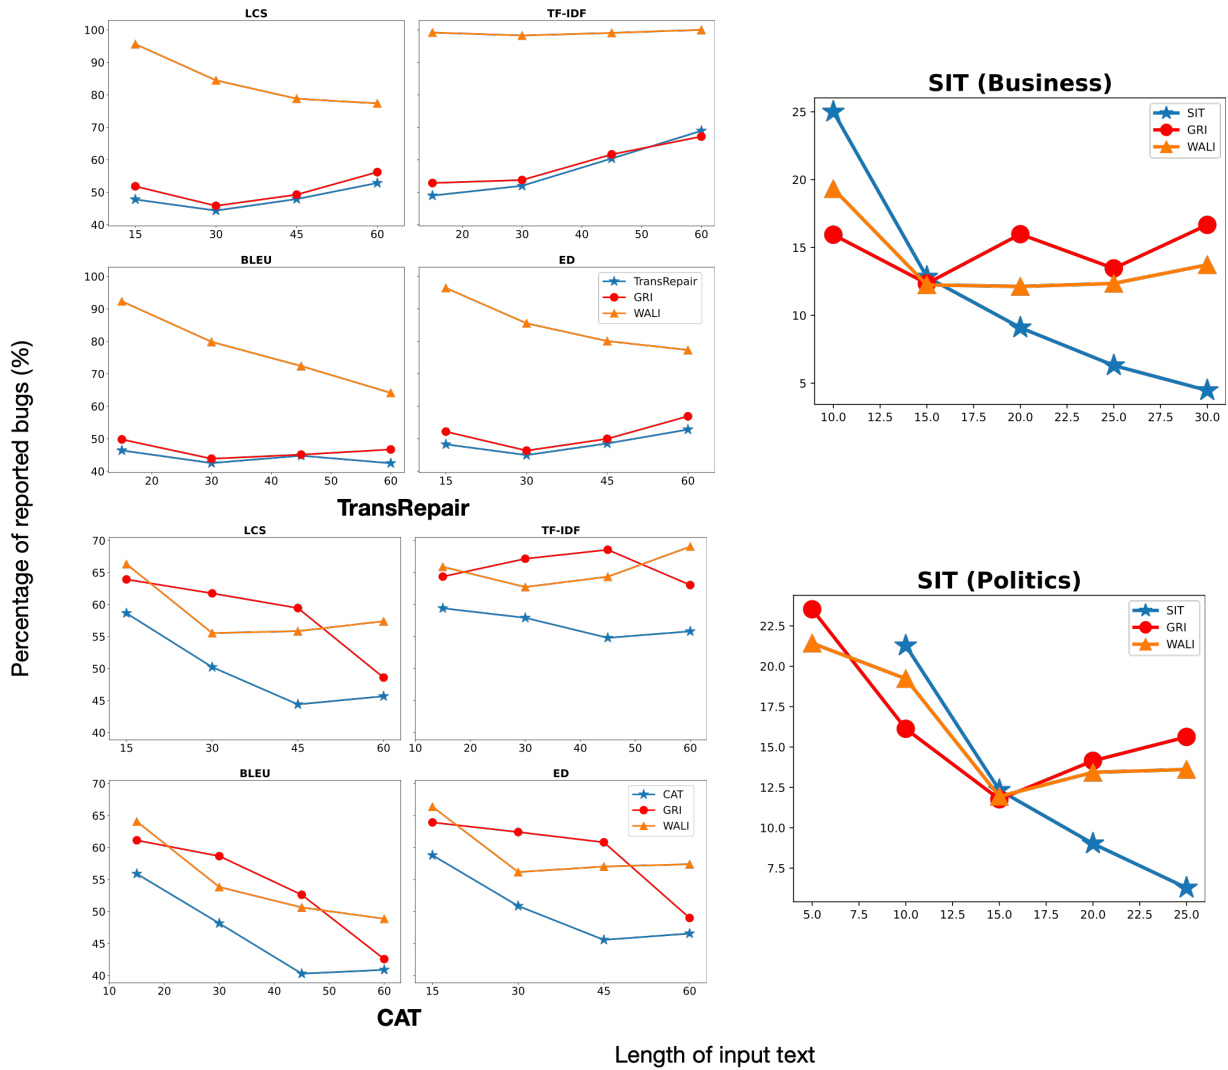 Percentage of reported bugs (%)
LCS
100
90
80
70
60
50
40
15 30 45 60
TF-IDF
20 30 40 50 60
BLEU
100
90
80
70
60
50
40
20 30 40 50 60
ED
TransRepair
GRI
WALI
15 30 45 60
TransRepair
LCS
70
65
60
55
50
45
40
15 30 45 60
TF-IDF
10 20 30 40 50 60
BLEU
70
65
60
55
50
45
40
10 20 30 40 50 60
ED
CAT
GRI
WALI
15 30 45 60
CAT
SIT (Business)
SIT
GRI
WALI
25
20
15
10
5
10.0 12.5 15.0 17.5 20.0 22.5 25.0 27.5 30.0
SIT (Politics)
SIT
GRI
WALI
22.5
20.0
17.5
15.0
12.5
10.0
7.5
5.0 7.5 10.0 12.5 15.0 17.5 20.0 22.5 25.0
Length of input text